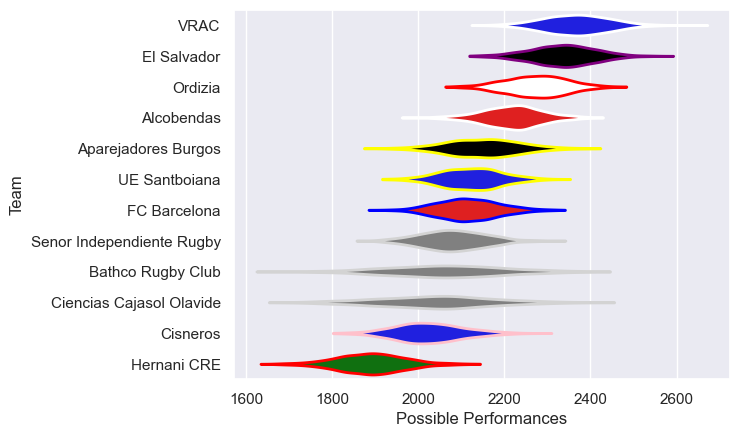 VRAC
El Salvador
Ordizia
Alcobendas
Aparejadores Burgos
UE Santboiana
FC Barcelona
Senor Independiente Rugby
Bathco Rugby Club
Ciencias Cajasol Olavide
Cisneros
Hernani CRE
Team
1600 1800 2000 2200 2400 2600
Possible Performances